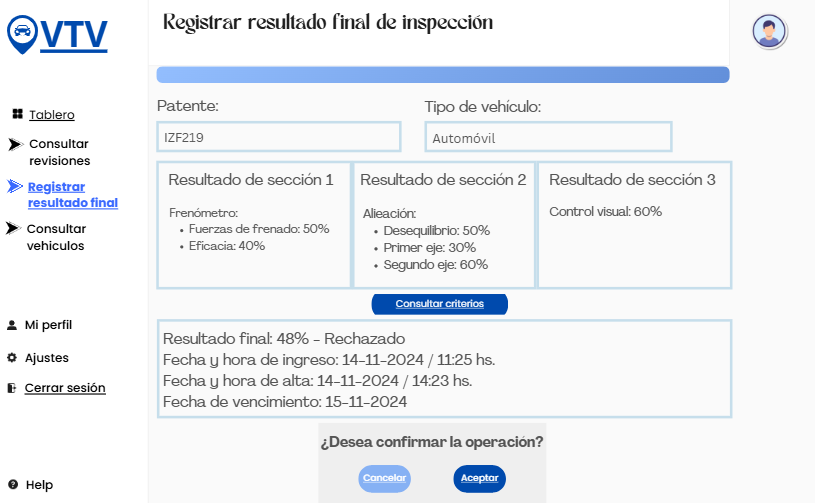 VTV
Registrar resultado final de inspección
Tablero
Consultar
revisiones
Registrar
resultado final
Consultar
vehiculos
Mi perfil
Ajustes
Cerrar sesión
Help
Patente:
IZF219
Tipo de vehículo:
Automóvil
Resultado de sección 1
Frenómetro:
• Fuerzas de frenado: 50%
• Eficacia: 40%
Resultado de sección 2
Alieación:
• Desequilibrio: 50%
• Primer eje: 30%
• Segundo eje: 60%
Resultado de sección 3
Control visual: 60%
Consultar criterios
Resultado final: 48% - Rechazado
Fecha y hora de ingreso: 14-11-2024 / 11:25 hs.
Fecha y hora de alta: 14-11-2024 / 14:23 hs.
Fecha de vencimiento: 15-11-2024
¿Desea confirmar la operación?
Cancelar
Aceptar